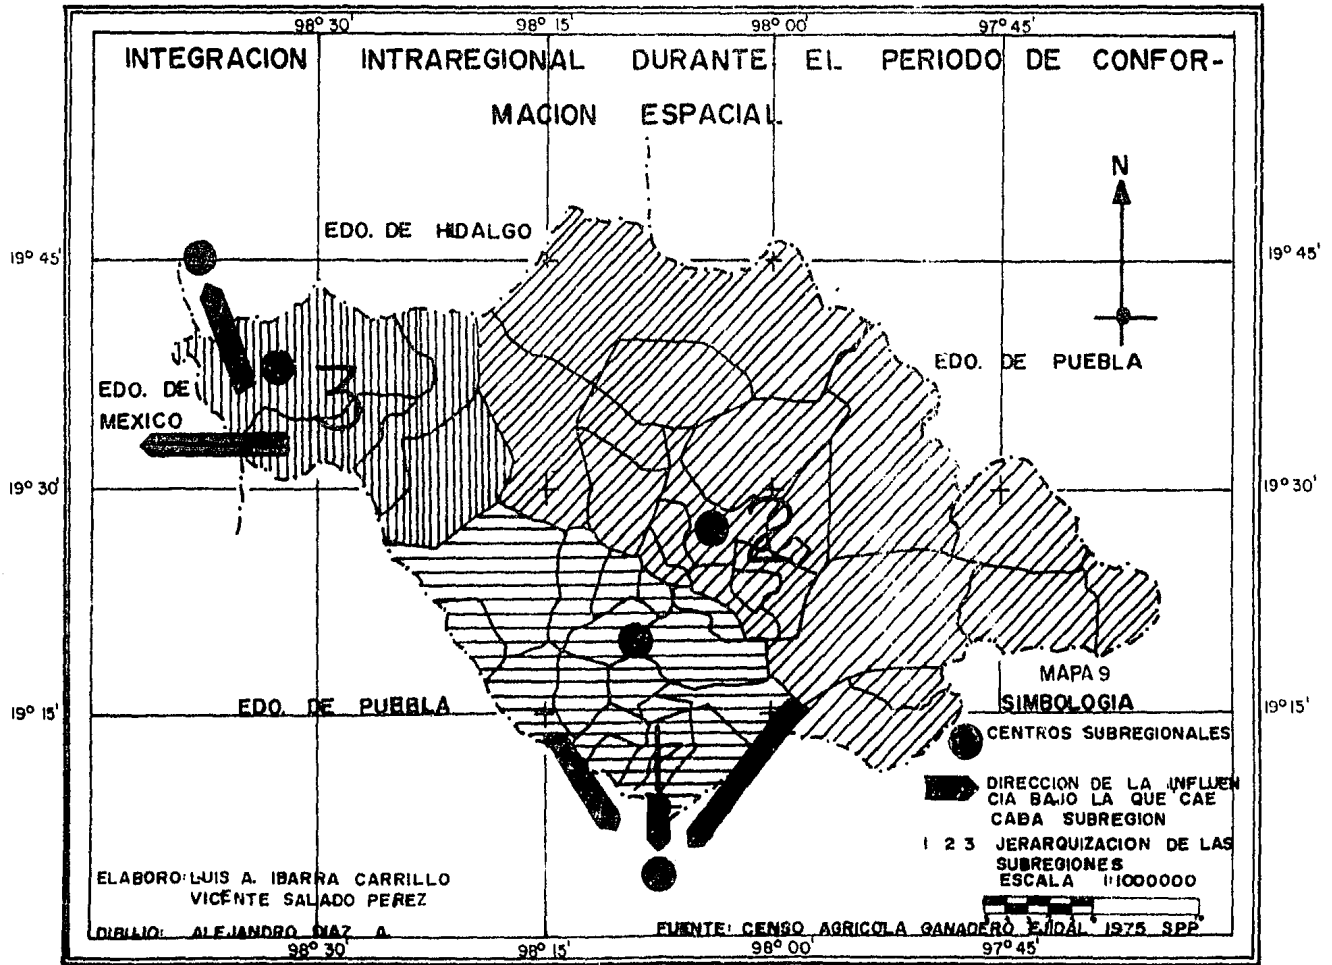 98° 30'
98° 15'
98° 00'
97° 45'
INTEGRACION INTRAREGIONAL DURANTE EL PERIODO DE CONFOR-
MACION ESPACIAL
N
EDO. DE HIDALGO
19° 45'
19° 45'
EDO. DE PUEBLA
EDO. DE
MEXICO
3
19° 30'
19° 30'
2
MAPA 9
EDO. DE PUEBLA
19° 15'
19° 15'
SIMBOLOGIA
CENTROS SUBREGIONALES
DIRECCION DE LA INFLUEN
CIA BAJO LA QUE CAE
CABA SUBREGION
1 2 3 JERARQUIZACION DE LAS
SUBREGIONES
ESCALA 1:1000000
ELABORO: LUIS A. IBARRA CARRILLO
VICENTE SALADO PEREZ
DIBUJO: ALEJANDRO DIAZ A.
FUENTE: CENSO AGRICOLA GANADERO EJIDAL 1975 SPP
98° 30'
98° 15'
98° 00'
97° 45'